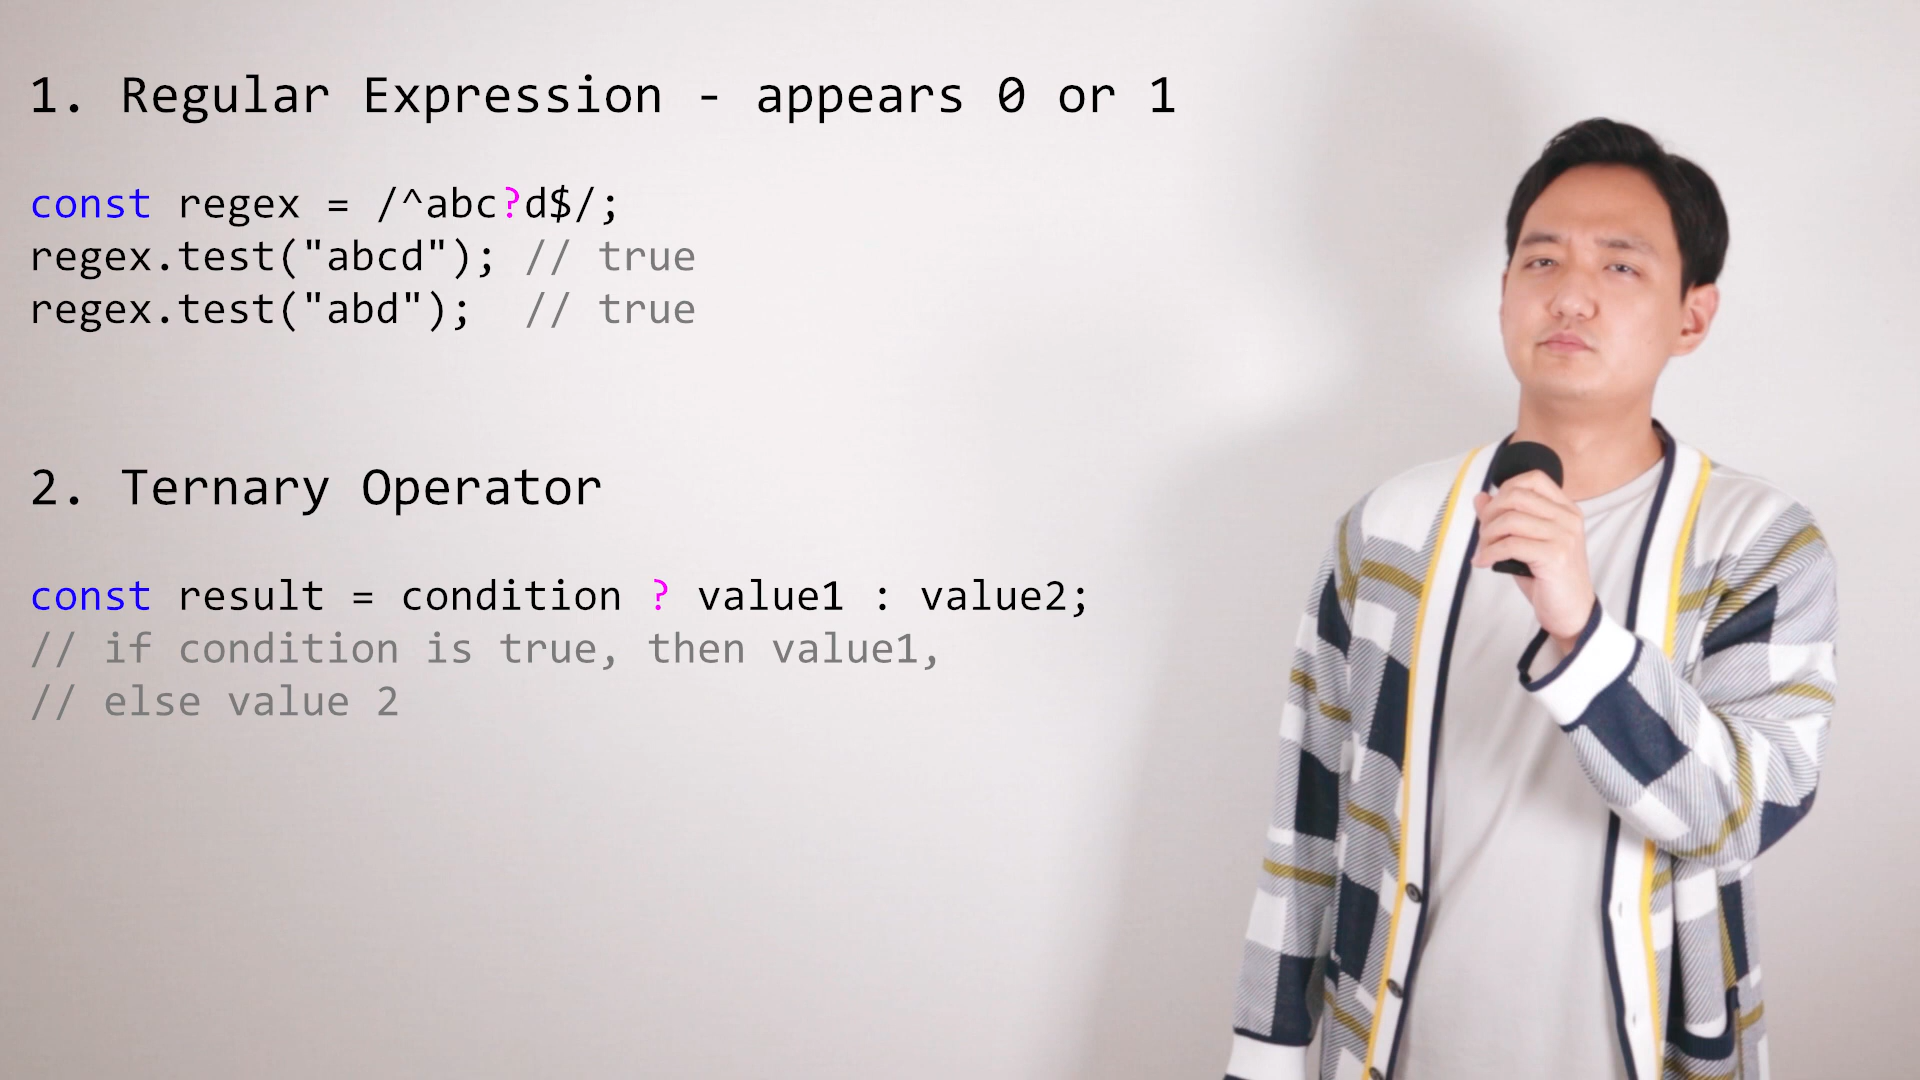 1. Regular Expression - appears 0 or 1
const regex = /^abc?d$/;
regex.test("abcd"); // true
regex.test("abd");  // true
2. Ternary Operator
const result = condition ? value1 : value2;
// if condition is true, then value1,
// else value 2